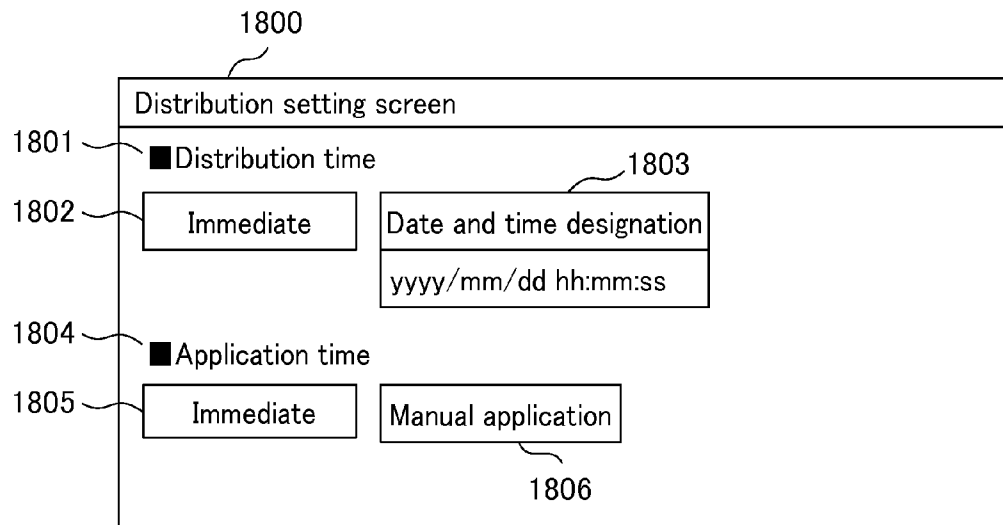 1800
Distribution setting screen
1801
■Distribution time
1803
1802
Immediate
Date and time designation
yyyy/mm/dd hh:mm:ss
1804
■Application time
1805
Immediate
Manual application
1806